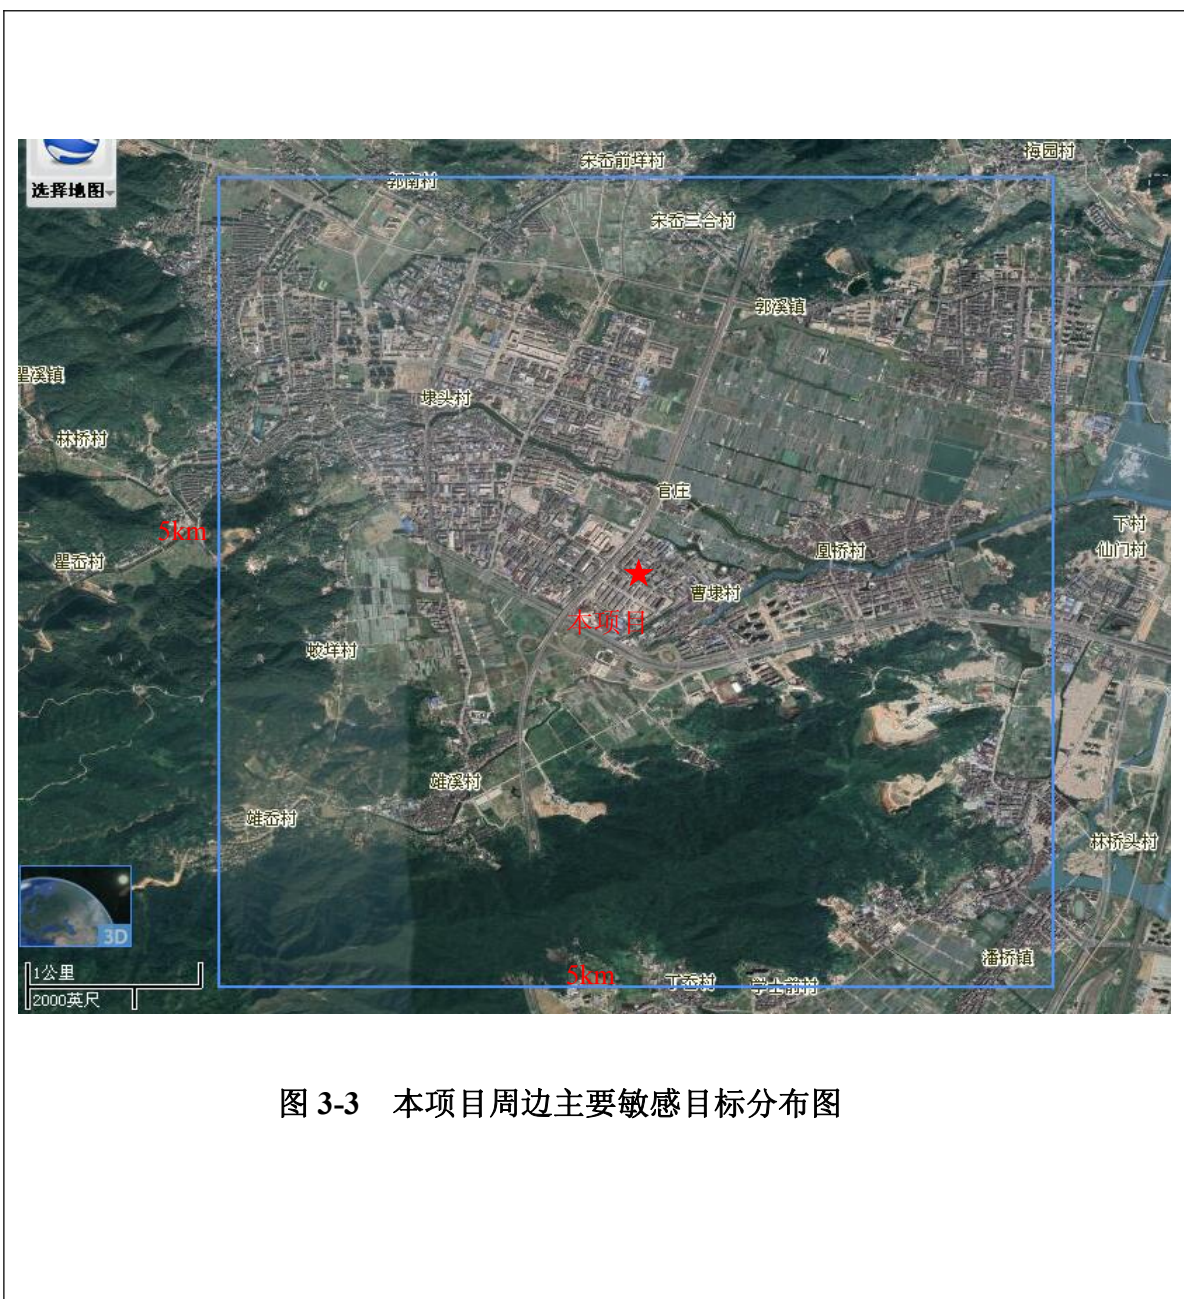 宋岙前垟村
梅园村
选择地图
郭南村
宋岙三合村
郭溪镇
瞿溪镇
埭头村
林桥村
官庄
5km
下村
凰桥村
仙门村
瞿岙村
曹埭村
本项目
蛟垟村
雄溪村
雄岙村
林桥头村
3D
潘桥镇
1公里
5km
丁岙村
学士前村
2000英尺
图 3-3 本项目周边主要敏感目标分布图